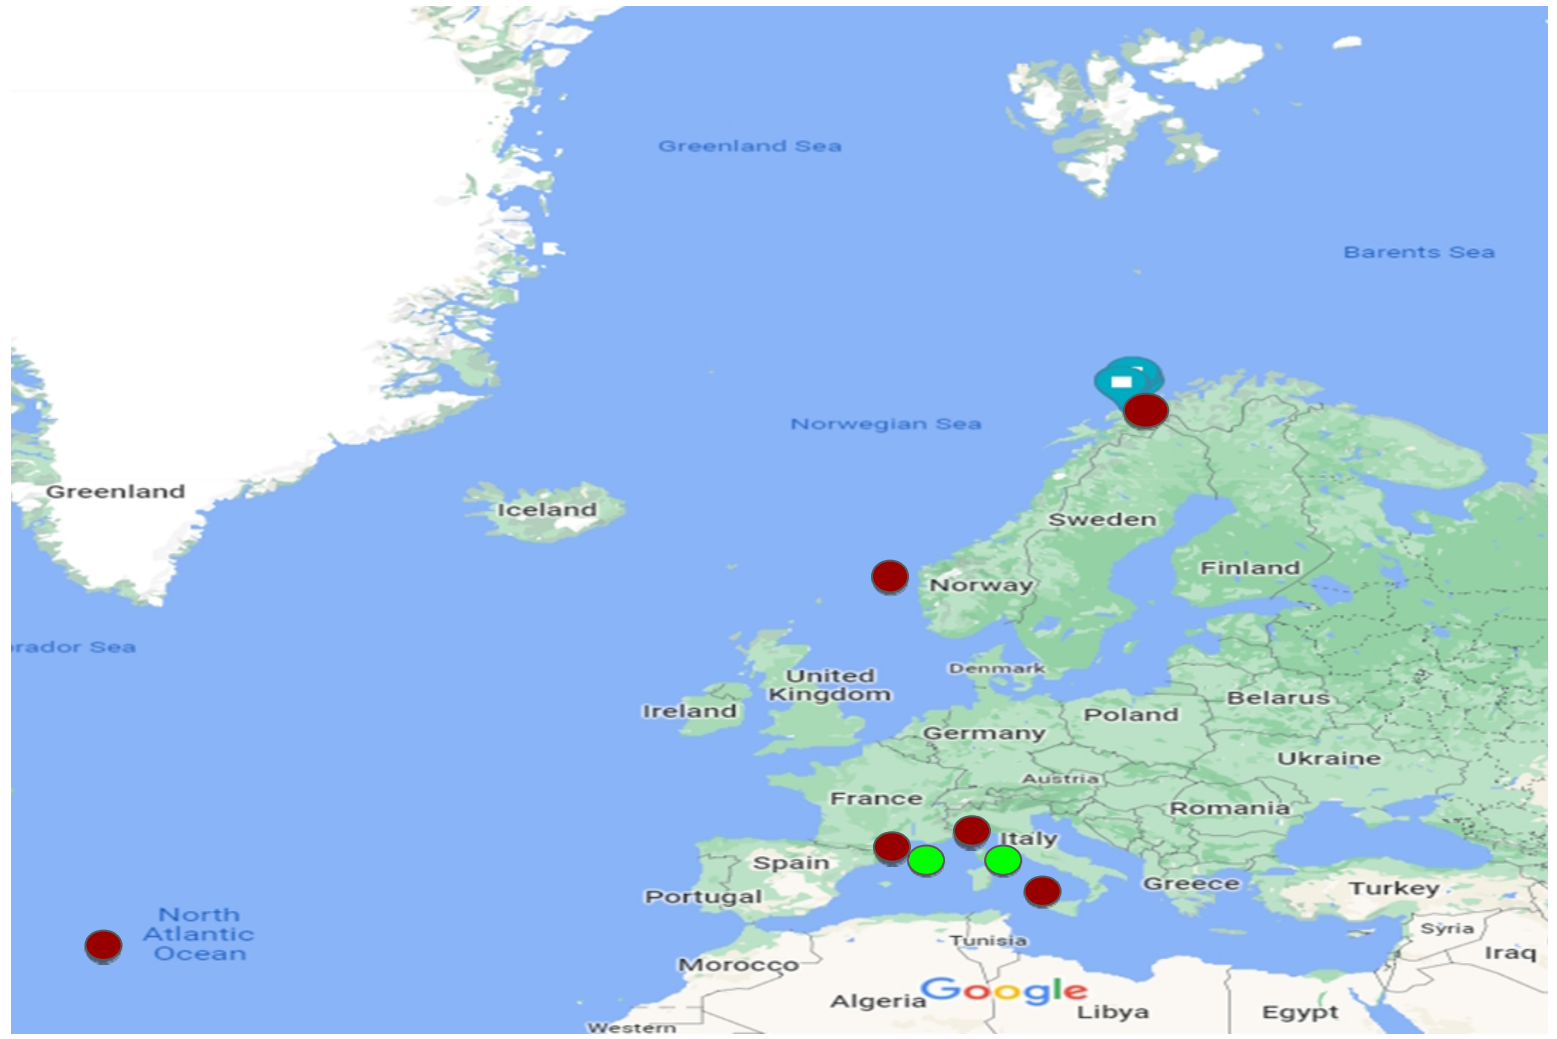 Greenland Sea
Barents Sea
Norwegian Sea
Greenland
Iceland
Sweden
Finland
Norway
rador Sea
Denmark
United
Kingdom
Belarus
Ireland
Poland
Germany
Ukraine
Austria
France
Romania
Italy
Spain
Greece
Turkey
Portugal
North
Atlantic
Ocean
Syria
Tunisia
Iraq
Morocco
Google
Algeria
Libya
Egypt
Western